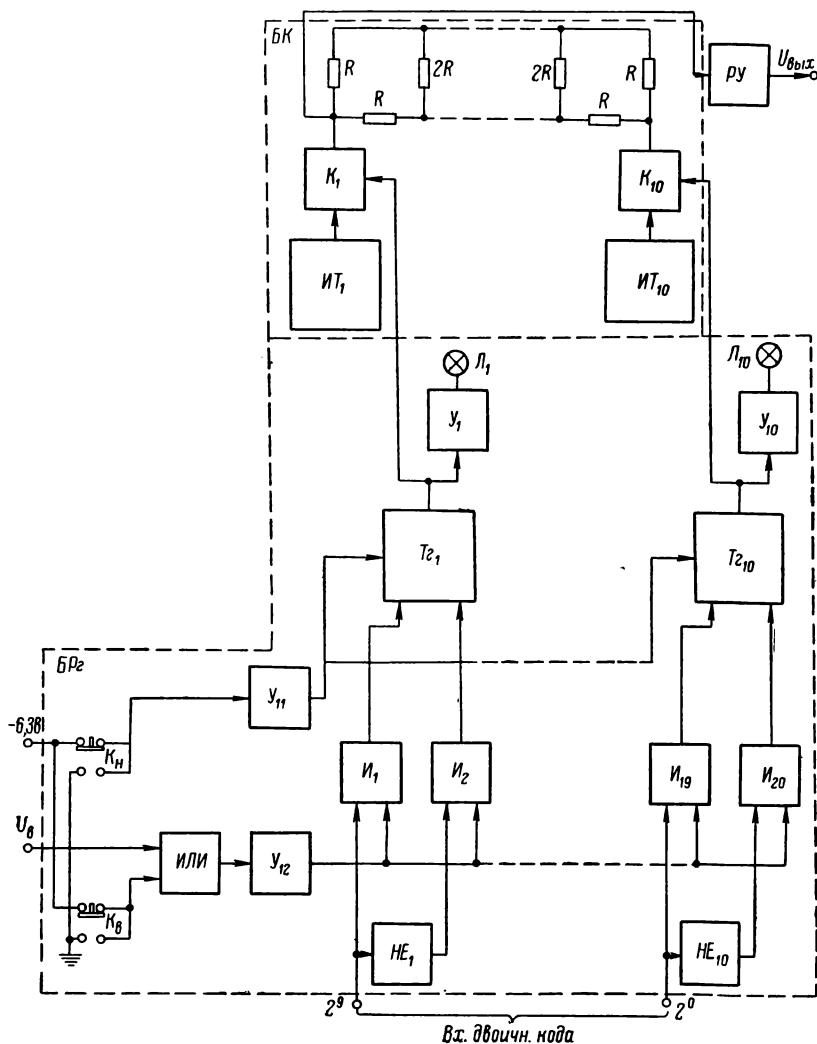 БК
R
2R
2R
R
R
R
РУ
Uвых
К₁
К₁₀
ИТ₁
ИТ₁₀
Л₁
Л₁₀
У₁
У₁₀
Тг₁
Тг₁₀
БРг
У₁₁
-6,3в
Кн
И₁
И₂
И₁₉
И₂₀
Uв
ИЛИ
У₁₂
Кв
НЕ₁
НЕ₁₀
2⁹
2⁰
Вх. двоичн. кода